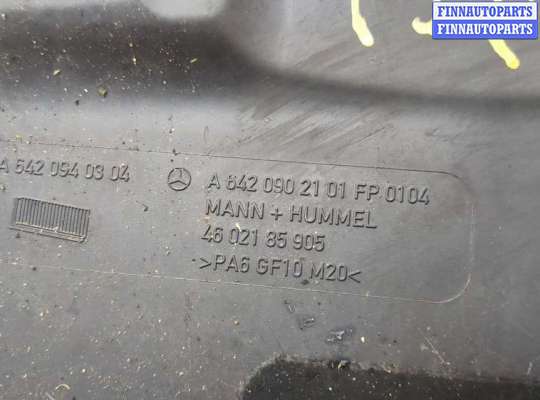 FINNAUTOPARTS
FINNAUTOPARTS
A 642 094 03 04
A 642 090 21 01 FP 0104
MANN + HUMMEL
46 021 85 905
>PA6 GF10 M20<